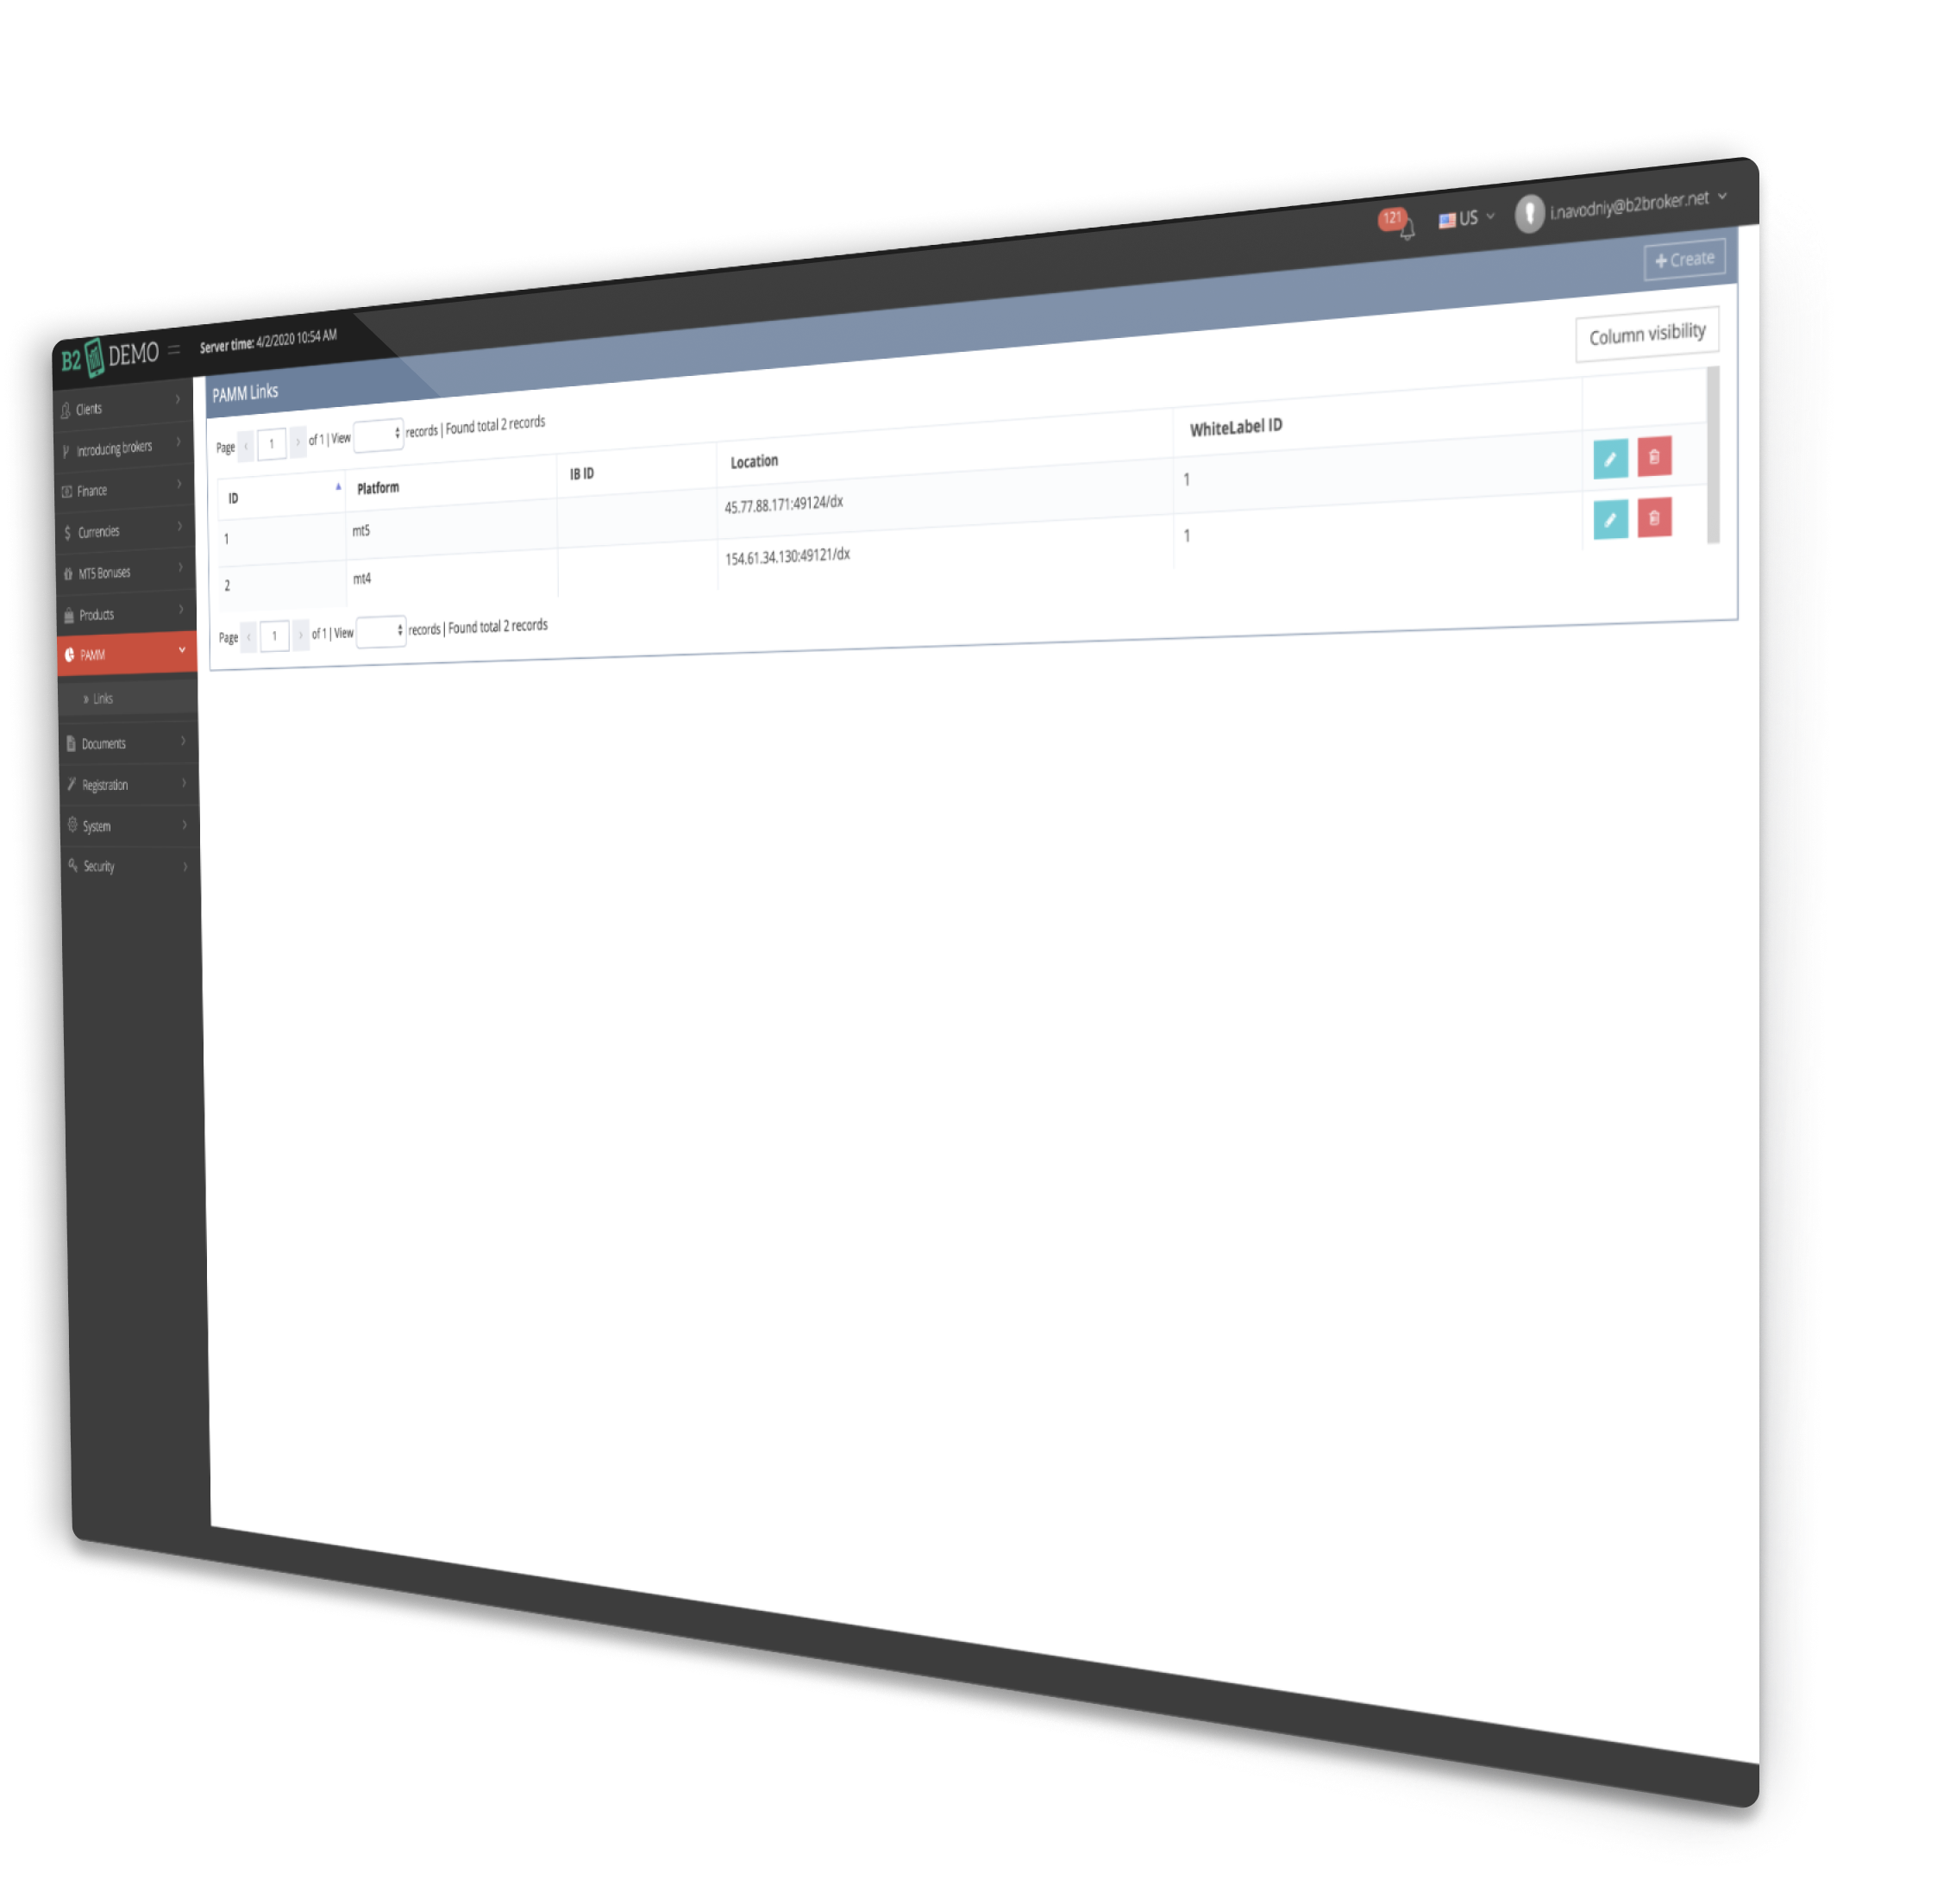 B2 DEMO
Server time: 4/2/2020 10:54 AM
121
US
i.navodniy@b2broker.net
Clients
Introducing brokers
Finance
Currencies
MT5 Bonuses
Products
PAMM
» Links
Documents
Registration
System
Security
PAMM Links
+ Create
Column visibility
Page ‹ 1 › of 1 | View records | Found total 2 records
ID Platform IB ID Location WhiteLabel ID
1 mt5 45.77.88.171:49124/dx 1
2 mt4 154.61.34.130:49121/dx 1
Page ‹ 1 › of 1 | View records | Found total 2 records